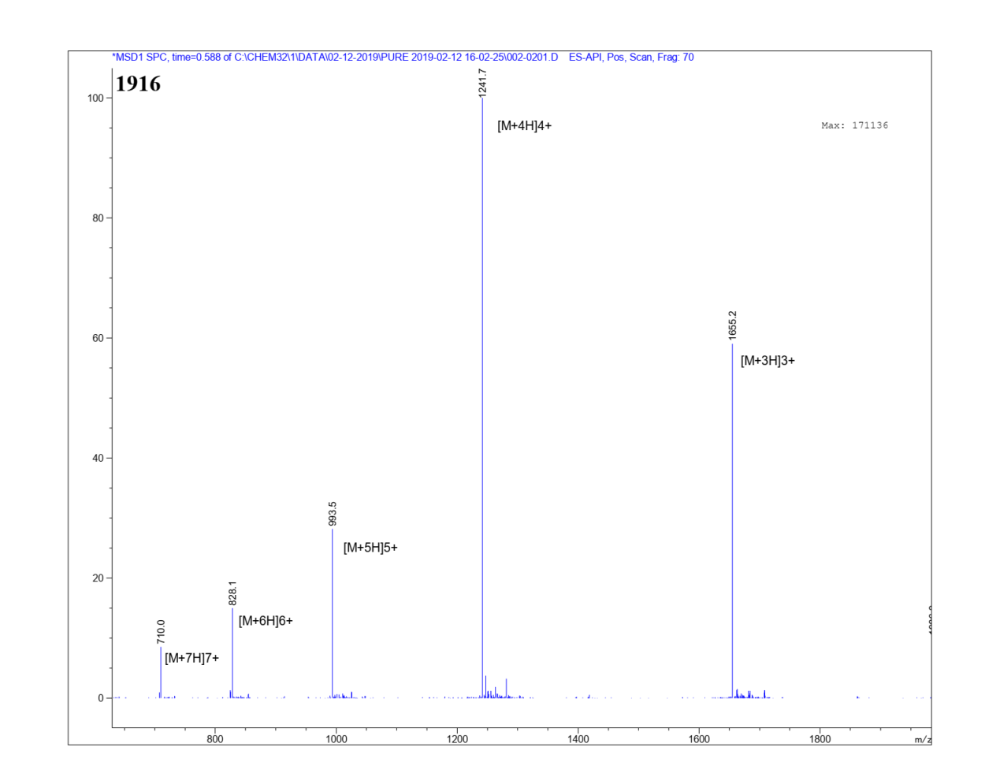 *MSD1 SPC, time=0.588 of C:\CHEM32\1\DATA\02-12-2019\PURE 2019-02-12 16-02-25\002-0201.D ES-API, Pos, Scan, Frag: 70
1916
1241.7
100
[M+4H]4+
Max: 171136
80
1655.2
60
[M+3H]3+
40
993.5
[M+5H]5+
20
828.1
[M+6H]6+
710.0
[M+7H]7+
0
800
1000
1200
1400
1600
1800
m/z